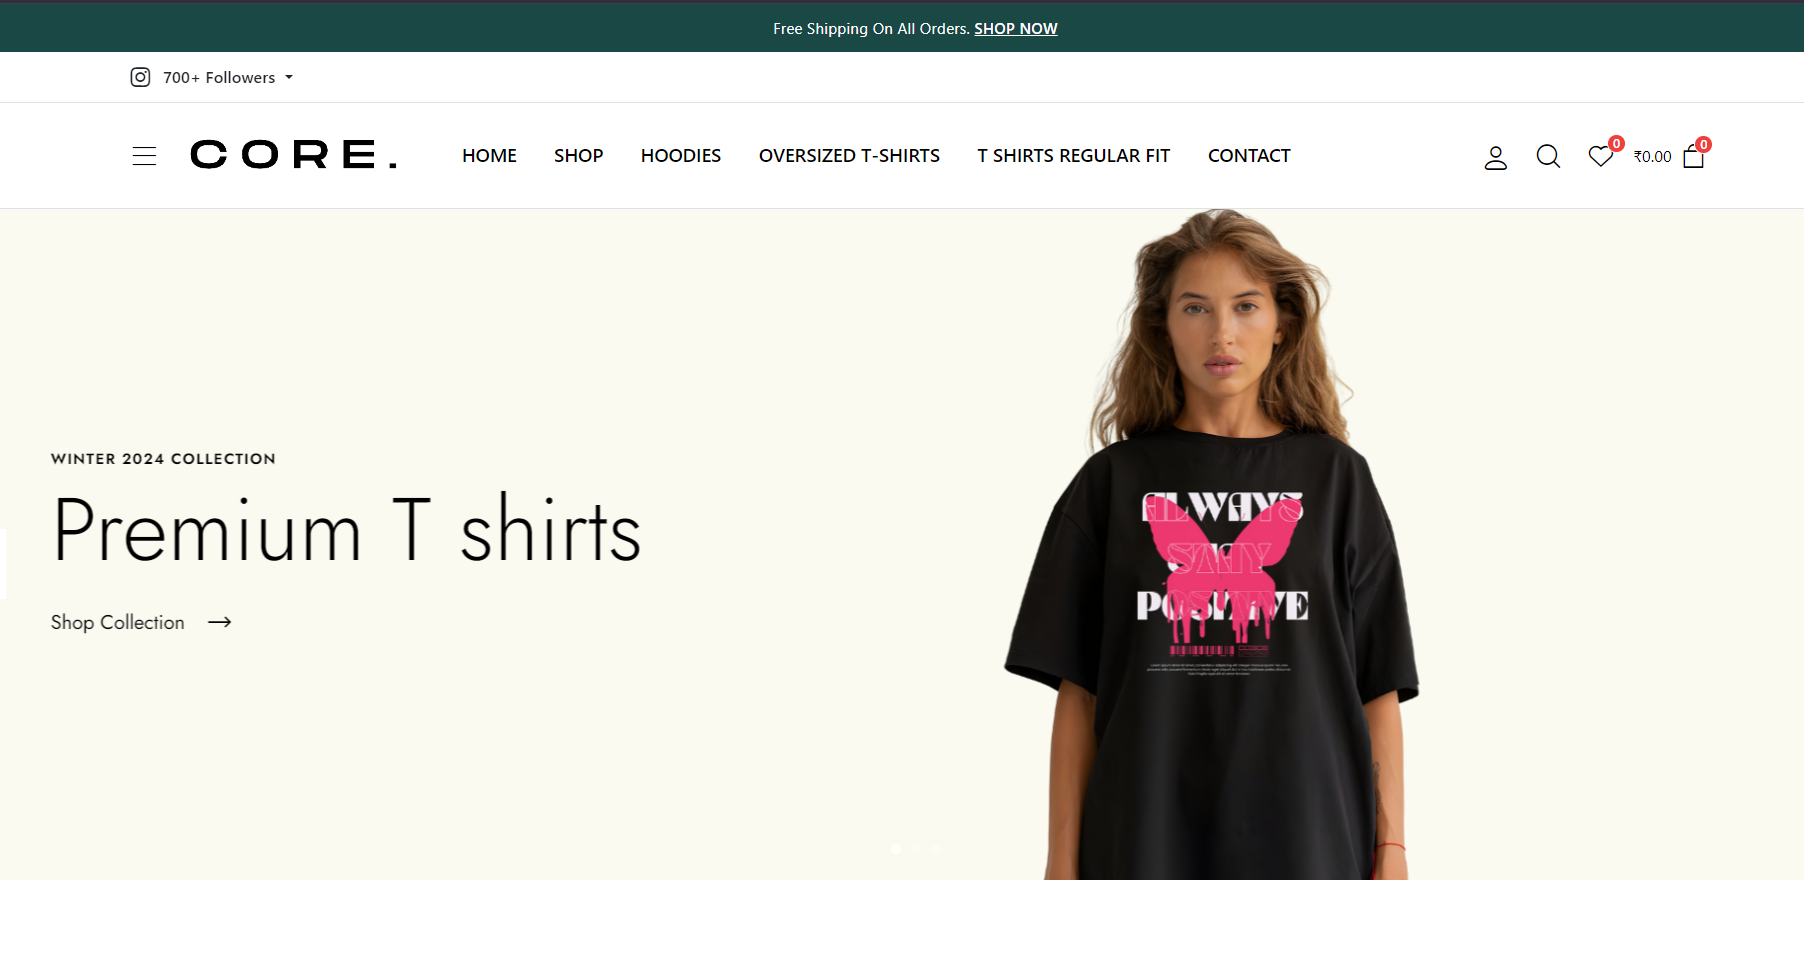 Free Shipping On All Orders. SHOP NOW
700+ Followers
CORE.
HOME SHOP HOODIES OVERSIZED T-SHIRTS T SHIRTS REGULAR FIT CONTACT
0
₹0.00
0
WINTER 2024 COLLECTION
Premium T shirts
Shop Collection
ALWAYS
STAY
POSITIVE